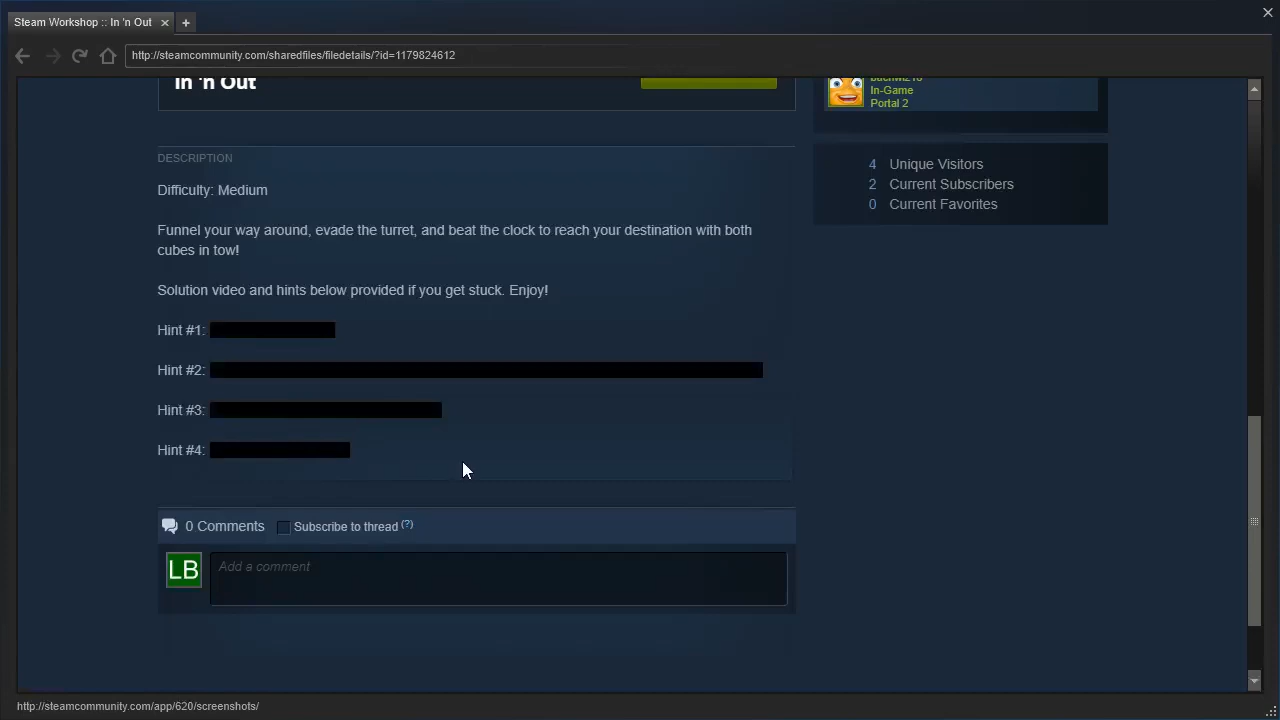 Steam Workshop :: In 'n Out
http://steamcommunity.com/sharedfiles/filedetails/?id=1179824612
In 'n Out
In-Game
Portal 2
DESCRIPTION
Difficulty: Medium
Funnel your way around, evade the turret, and beat the clock to reach your destination with both
cubes in tow!
Solution video and hints below provided if you get stuck. Enjoy!
Hint #1:
Hint #2:
Hint #3:
Hint #4:
4 Unique Visitors
2 Current Subscribers
0 Current Favorites
0 Comments Subscribe to thread (?)
LB
Add a comment
http://steamcommunity.com/app/620/screenshots/